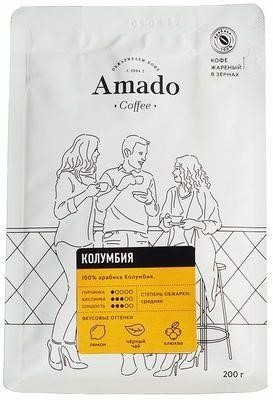 ОБЖАРИВАЕМ КОФЕ
С 1994 Г.
Amado
Coffee
100%
КОФЕ
ЖАРЕНЫЙ
В ЗЁРНАХ
КОЛУМБИЯ
100% арабика Колумбия.
ГОРЧИНКА
КИСЛИНКА
СЛАДОСТЬ
СТЕПЕНЬ ОБЖАРКИ:
средняя
ВКУСОВЫЕ ОТТЕНКИ
ЛИМОН
ЧЁРНЫЙ
ЧАЙ
КЛЮКВА
200 г